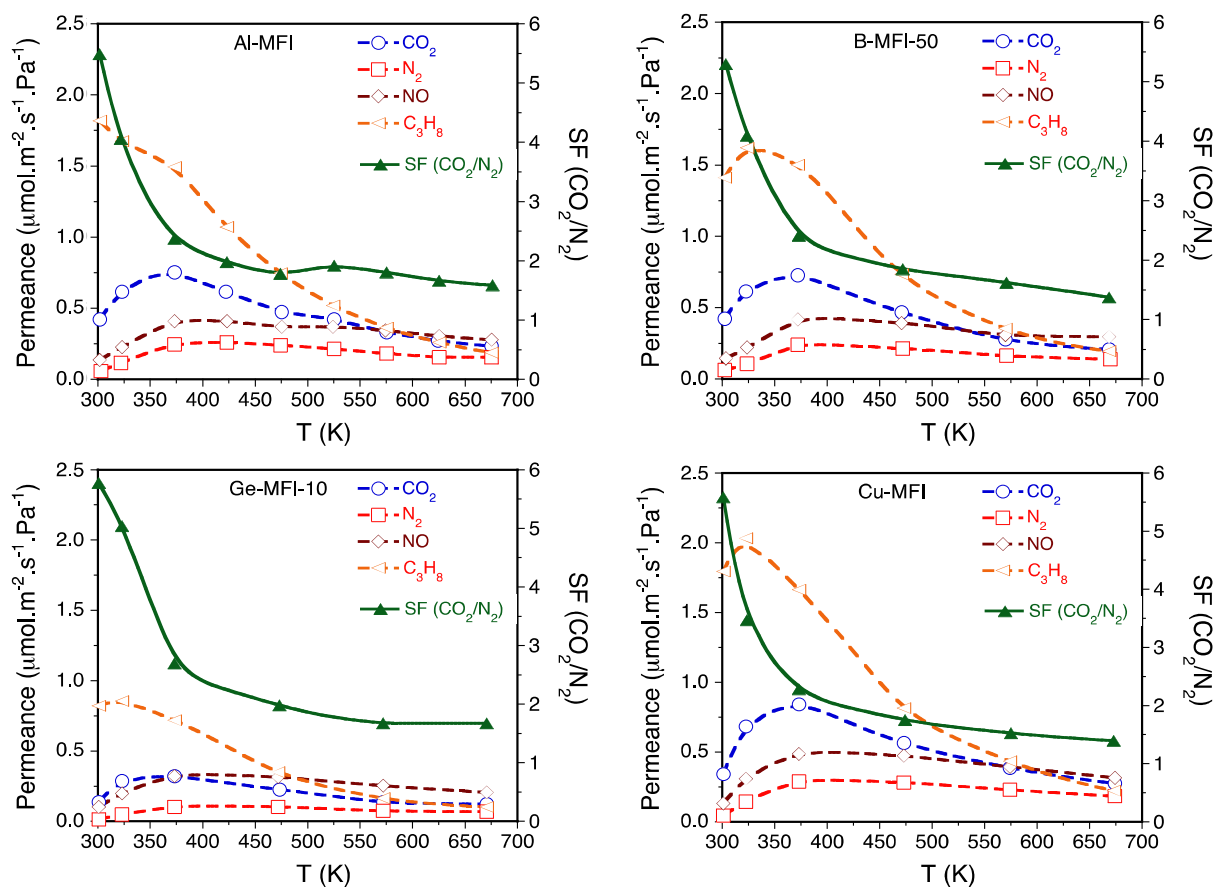 Al-MFI
CO₂
N₂
NO
C₃H₈
SF (CO₂/N₂)
Permeance (μmol.m⁻².s⁻¹.Pa⁻¹)
2.5
2.0
1.5
1.0
0.5
0.0
300 350 400 450 500 550 600 650 700
T (K)
6
5
4
3
2
1
0
SF (CO₂/N₂)
B-MFI-50
CO₂
N₂
NO
C₃H₈
SF (CO₂/N₂)
Permeance (μmol.m⁻².s⁻¹.Pa⁻¹)
2.5
2.0
1.5
1.0
0.5
0.0
300 350 400 450 500 550 600 650 700
T (K)
6
5
4
3
2
1
0
SF (CO₂/N₂)
Ge-MFI-10
CO₂
N₂
NO
C₃H₈
SF (CO₂/N₂)
Permeance (μmol.m⁻².s⁻¹.Pa⁻¹)
2.5
2.0
1.5
1.0
0.5
0.0
300 350 400 450 500 550 600 650 700
T (K)
6
5
4
3
2
1
0
SF (CO₂/N₂)
Cu-MFI
CO₂
N₂
NO
C₃H₈
SF (CO₂/N₂)
Permeance (μmol.m⁻².s⁻¹.Pa⁻¹)
2.5
2.0
1.5
1.0
0.5
0.0
300 350 400 450 500 550 600 650 700
T (K)
6
5
4
3
2
1
0
SF (CO₂/N₂)